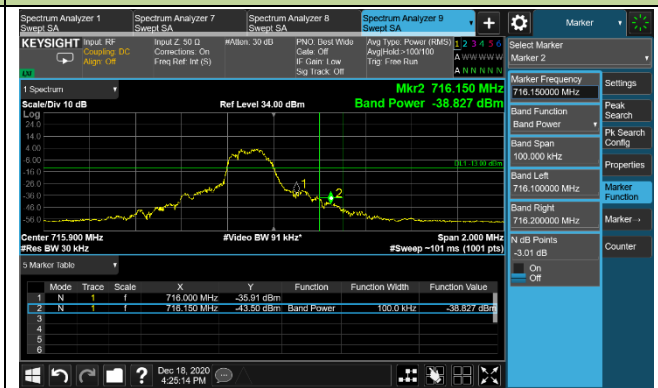 Spectrum Analyzer 1
Swept SA
Spectrum Analyzer 7
Swept SA
Spectrum Analyzer 8
Swept SA
Spectrum Analyzer 9
Swept SA
Marker
KEYSIGHT
Input: RF
Coupling: DC
Align: Off
Input Z: 50 Ω
Corrections: On
Freq Ref: Int (S)
#Atten: 30 dB
PNO: Best Wide
Gate: Off
IF Gain: Low
Sig Track: Off
Avg Type: Power (RMS)
Avg|Hold:>100/100
Trig: Free Run
1 2 3 4 5 6
A W W W W W
A N N N N N
LXI
1 Spectrum
Scale/Div 10 dB
Ref Level 34.00 dBm
Mkr2 716.150 MHz
Band Power -38.827 dBm
Log
24.0
14.0
4.00
-6.00
-16.0
-26.0
-36.0
-46.0
-56.0
DL1 -13.00 dBm
1
2
Center 715.900 MHz
#Res BW 30 kHz
#Video BW 91 kHz*
Span 2.000 MHz
#Sweep ~101 ms (1001 pts)
5 Marker Table
Mode Trace Scale X Y Function Function Width Function Value
1 N 1 f 716.000 MHz -35.91 dBm
2 N 1 f 716.150 MHz -43.50 dBm Band Power 100.0 kHz -38.827 dBm
3
4
5
6
Dec 18, 2020
4:25:14 PM
Select Marker
Marker 2
Marker Frequency
716.150000 MHz
Band Function
Band Power
Band Span
100.000 kHz
Band Left
716.100000 MHz
Band Right
716.200000 MHz
N dB Points
-3.01 dB
On
Off
Settings
Peak
Search
Pk Search
Config
Properties
Marker
Function
Marker→
Counter